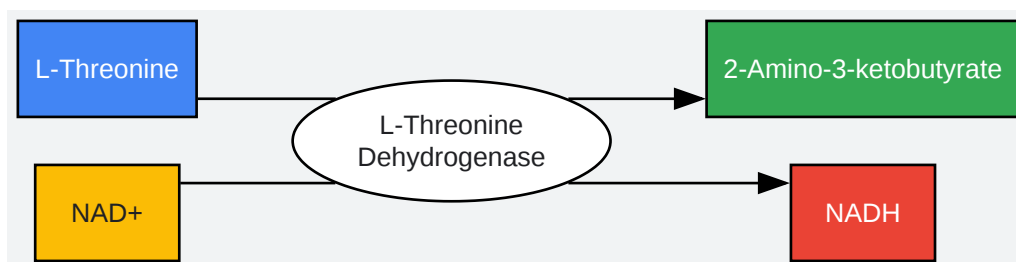 L-Threonine
2-Amino-3-ketobutyrate
L-Threonine
Dehydrogenase
NAD+
NADH